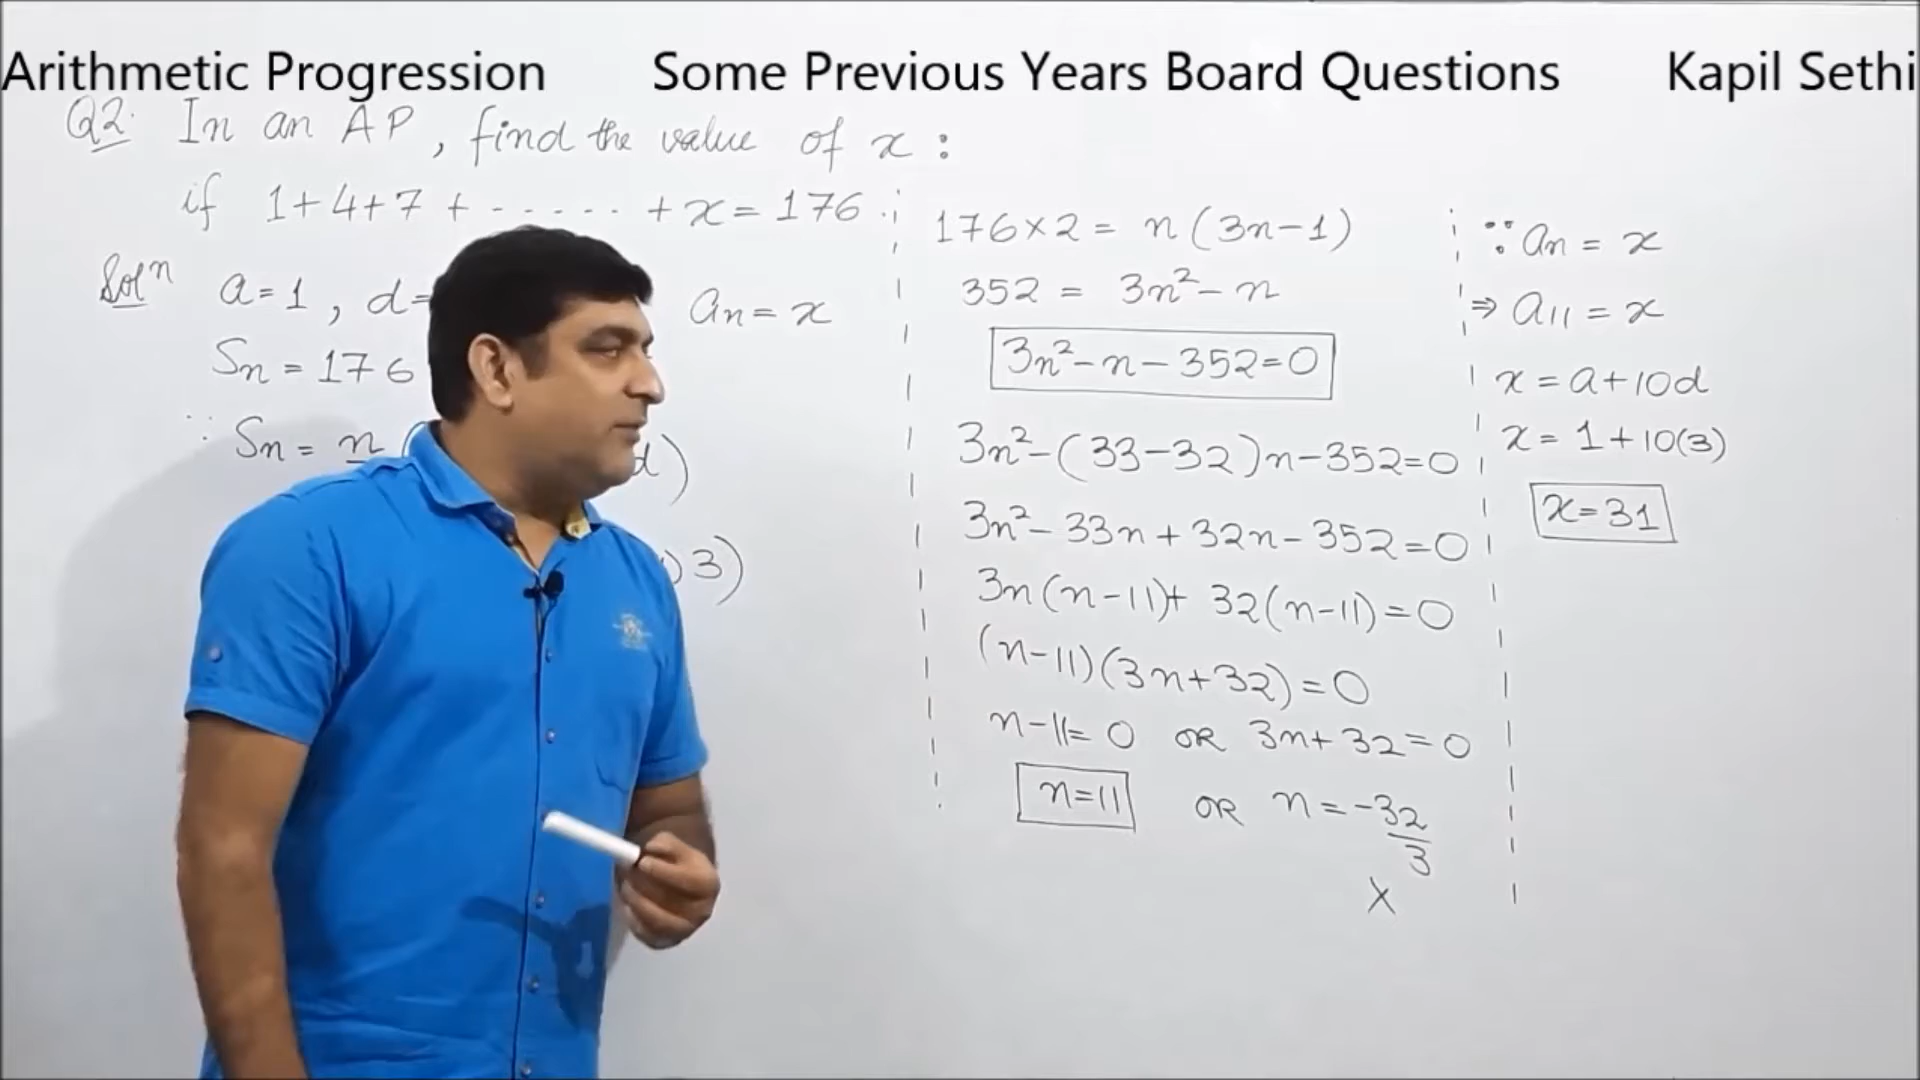 Arithmetic Progression Some Previous Years Board Questions Kapil Sethi
Q2. In an AP, find the value of x :
if 1+4+7 + ...... + x = 176
Solⁿ a=1 , d= an = x
Sn = 176
∵ Sn = n d)
3)
176×2 = n(3n-1)
352 = 3n² - n
3n² - n - 352=0
3n² - (33-32)n - 352=0
3n² - 33n + 32n - 352=0
3n(n-11)+ 32(n-11)=0
(n-11)(3n+32)=0
n-11=0 OR 3n+32=0
n=11 OR n = -32/3
X
∵ an = x
⇒ a11 = x
x = a+10d
x = 1+10(3)
x=31